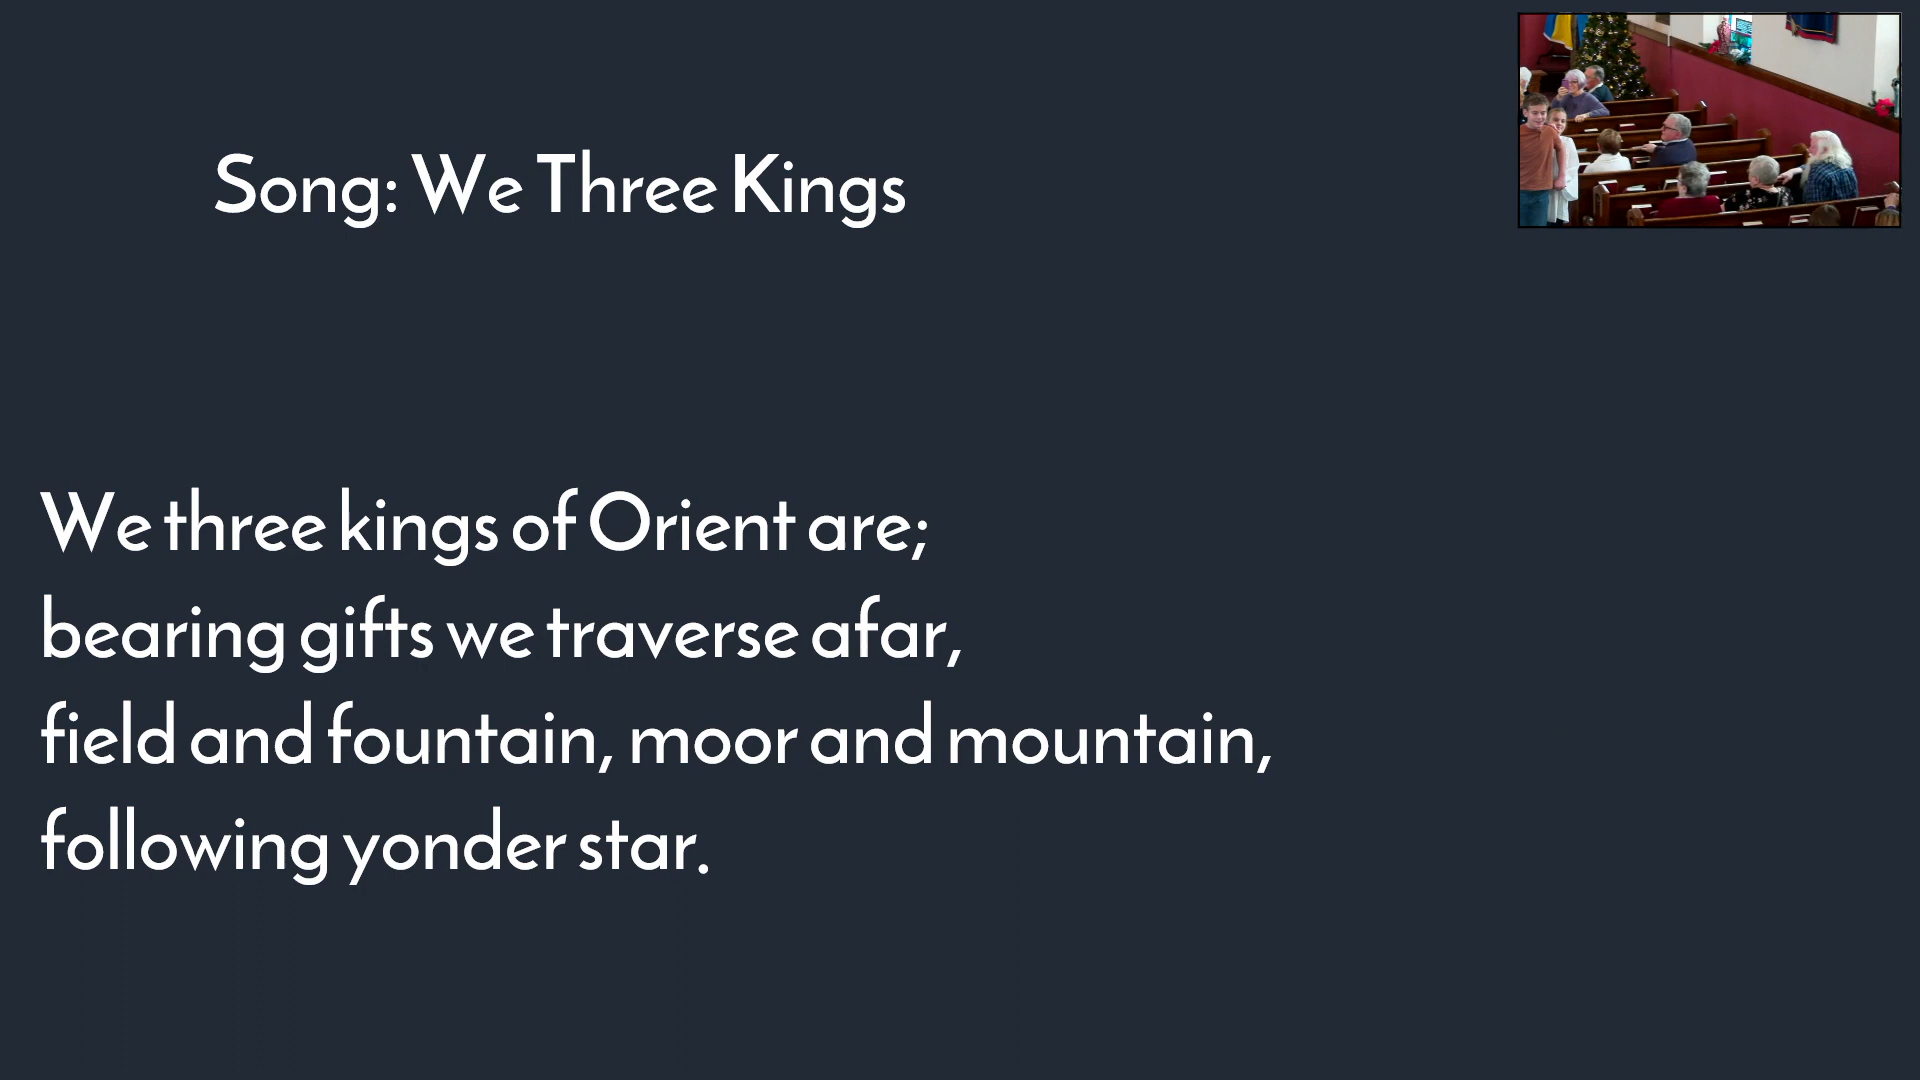 Song: We Three Kings
We three kings of Orient are;
bearing gifts we traverse afar,
field and fountain, moor and mountain,
following yonder star.